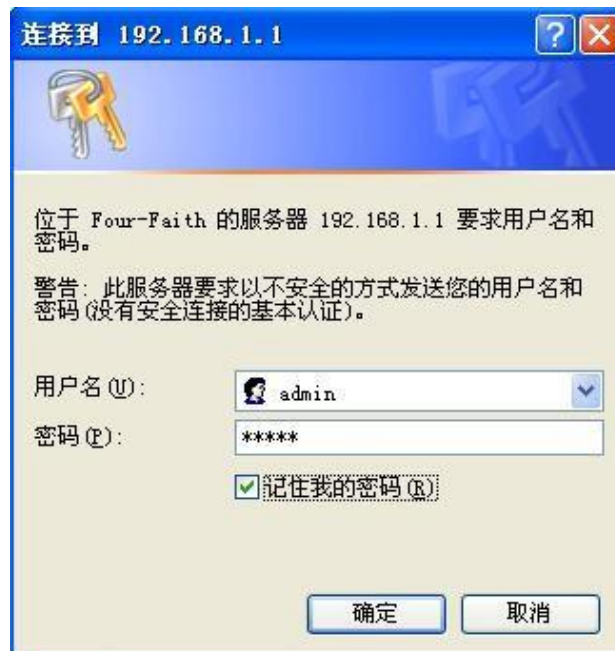 连接到 192.168.1.1
位于 Four-Faith 的服务器 192.168.1.1 要求用户名和
密码。
警告: 此服务器要求以不安全的方式发送您的用户名和
密码(没有安全连接的基本认证)。
用户名(U):
admin
密码(P):
*****
记住我的密码(R)
确定
取消